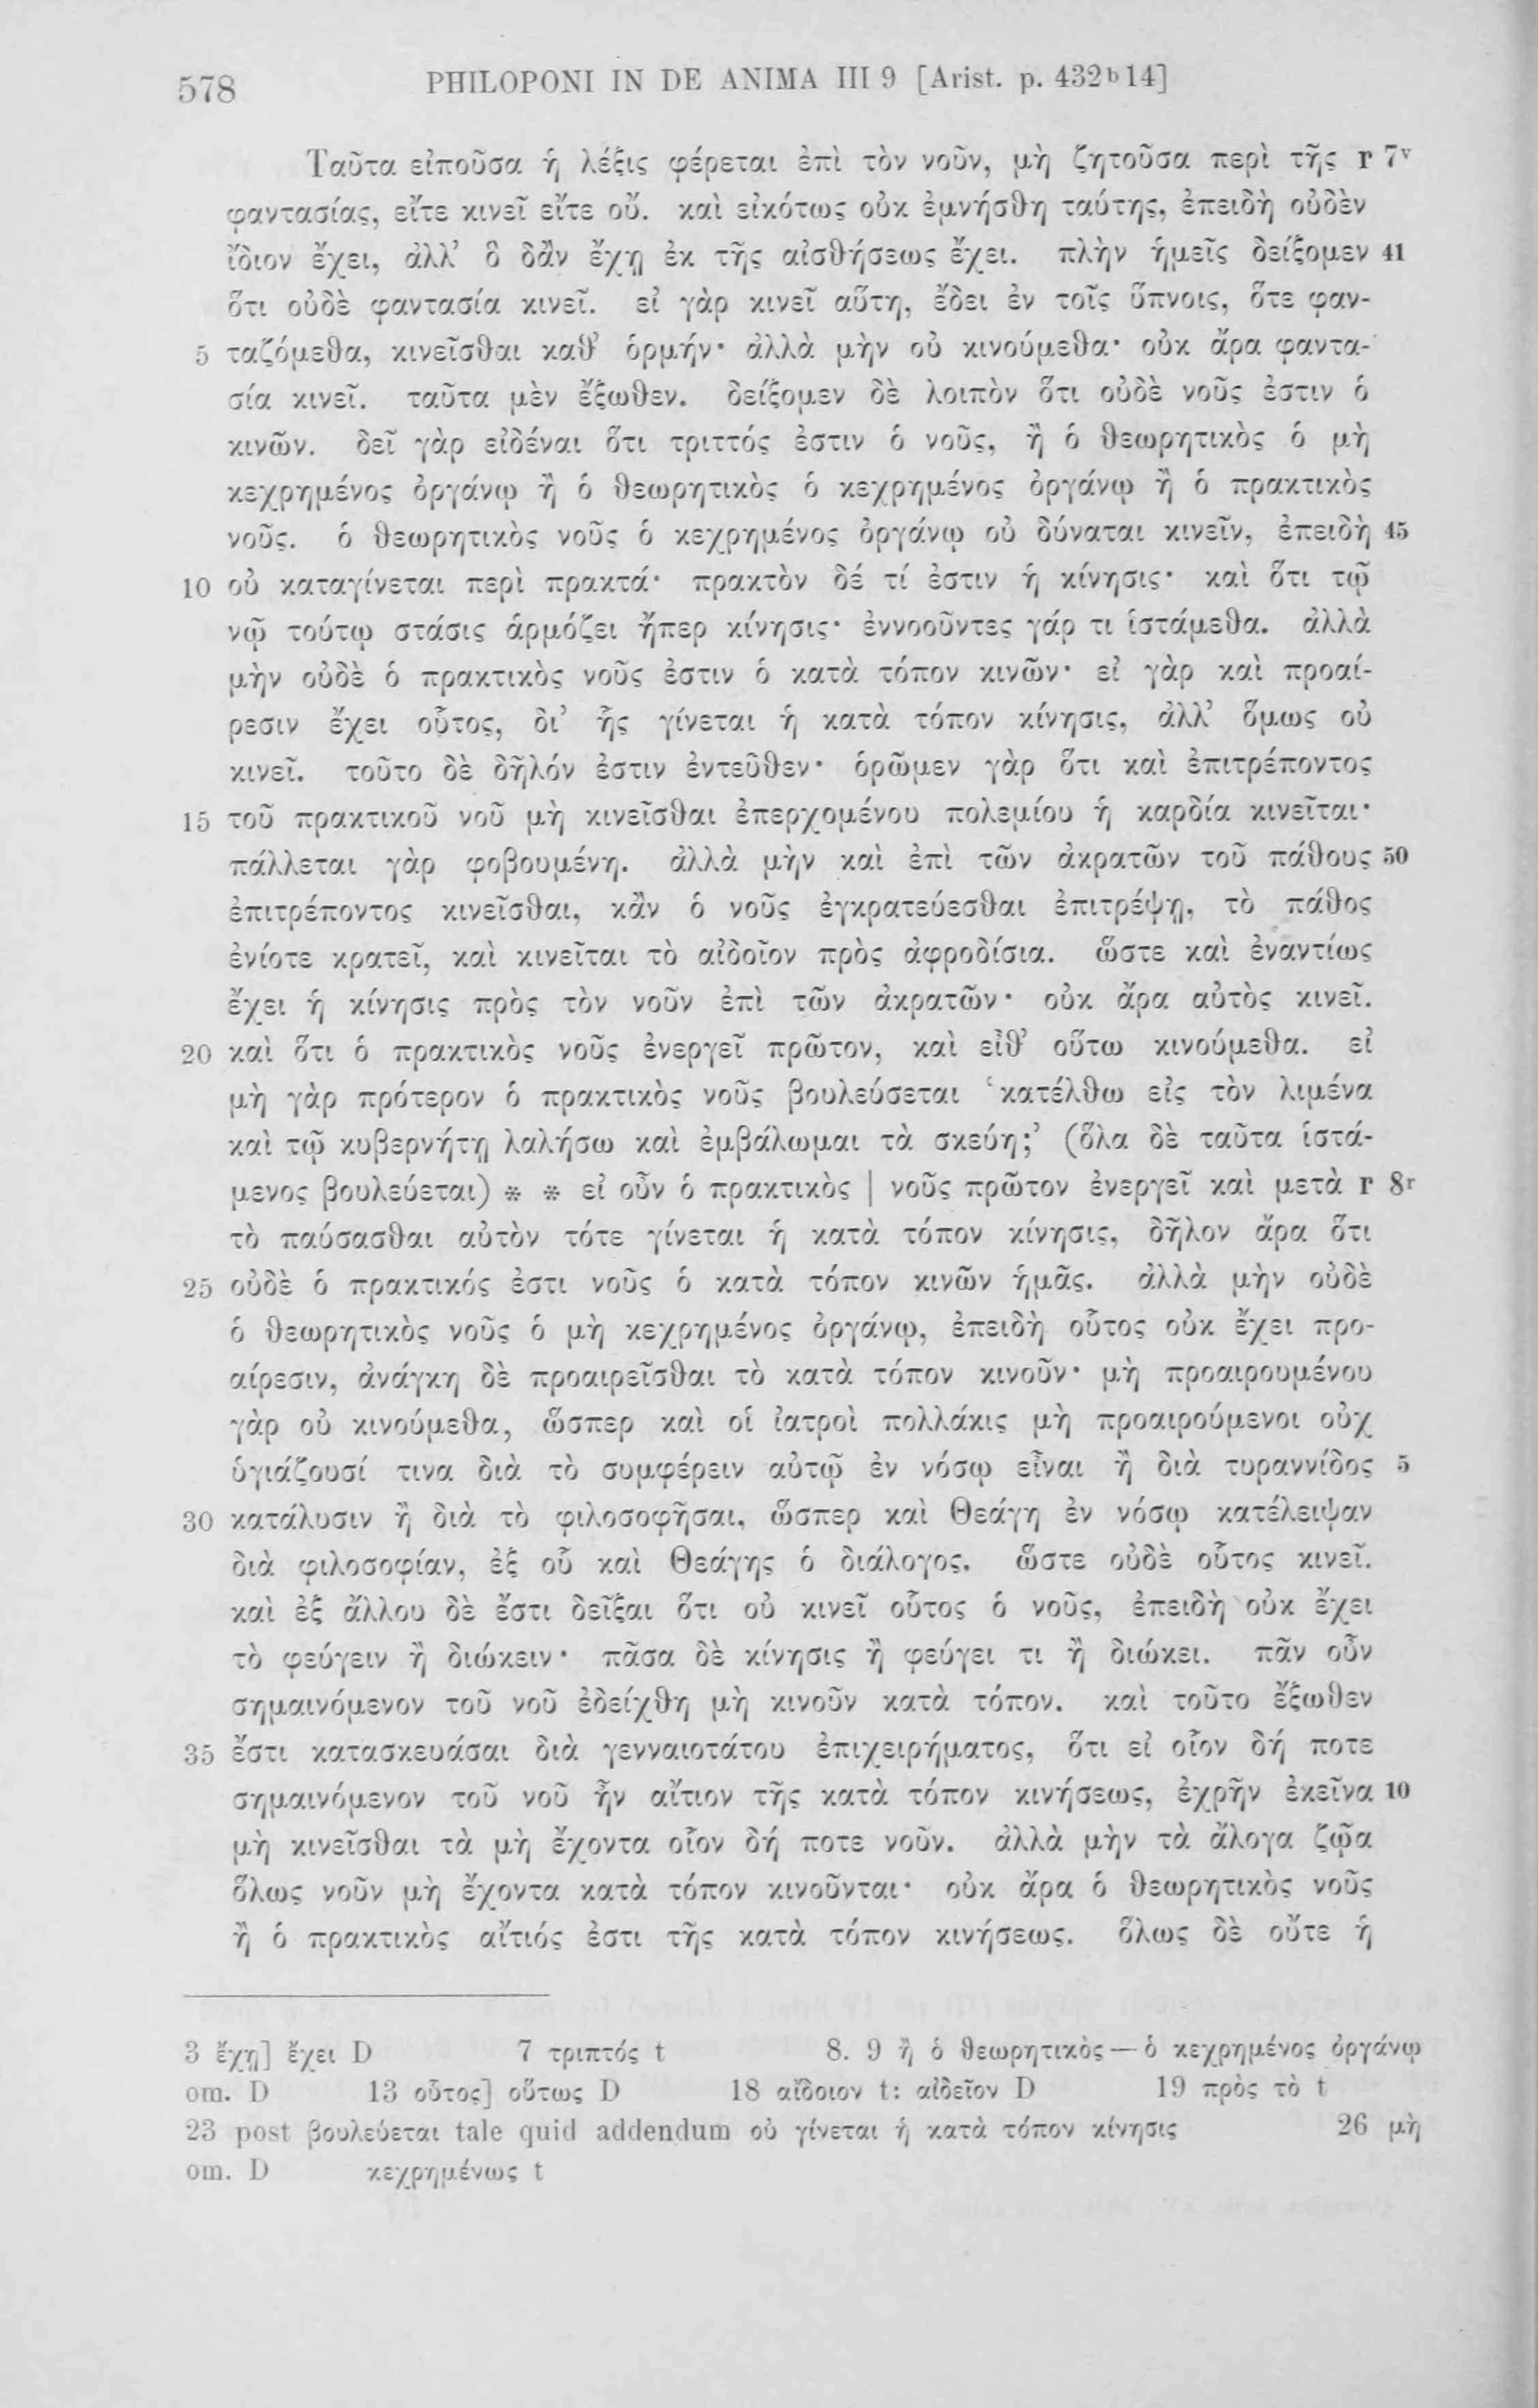 578 PHILOPONI IN DE ANIMA III 9 [Arist. p. 432b14]
Ταῦτα εἰποῦσα ἡ λέξις φέρεται ἐπὶ τὸν νοῦν, μὴ ζητοῦσα περὶ τῆς r 7v
φαντασίας, εἴτε κινεῖ εἴτε οὔ. καὶ εἰκότως οὐκ ἐμνήσθη ταύτης, ἐπειδὴ οὐδὲν
ἴδιον ἔχει, ἀλλ’ ὃ δἂν ἔχῃ ἐκ τῆς αἰσθήσεως ἔχει. πλὴν ἡμεῖς δείξομεν 41
ὅτι οὐδὲ φαντασία κινεῖ. εἰ γὰρ κινεῖ αὕτη, ἔδει ἐν τοῖς ὕπνοις, ὅτε φαν-
5 ταζόμεθα, κινεῖσθαι καθ’ ὁρμήν· ἀλλὰ μὴν οὐ κινούμεθα· οὐκ ἄρα φαντα-
σία κινεῖ. ταῦτα μὲν ἔξωθεν. δείξομεν δὲ λοιπὸν ὅτι οὐδὲ νοῦς ἐστιν ὁ
κινῶν. δεῖ γὰρ εἰδέναι ὅτι τριττός ἐστιν ὁ νοῦς, ἢ ὁ θεωρητικὸς ὁ μὴ
κεχρημένος ὀργάνῳ ἢ ὁ θεωρητικὸς ὁ κεχρημένος ὀργάνῳ ἢ ὁ πρακτικὸς
νοῦς. ὁ θεωρητικὸς νοῦς ὁ κεχρημένος ὀργάνῳ οὐ δύναται κινεῖν, ἐπειδὴ 45
10 οὐ καταγίνεται περὶ πρακτά· πρακτὸν δέ τί ἐστιν ἡ κίνησις· καὶ ὅτι τῷ
νῷ τούτῳ στάσις ἁρμόζει ἤπερ κίνησις· ἐννοοῦντες γάρ τι ἱστάμεθα. ἀλλὰ
μὴν οὐδὲ ὁ πρακτικὸς νοῦς ἐστιν ὁ κατὰ τόπον κινῶν· εἰ γὰρ καὶ προαί-
ρεσιν ἔχει οὗτος, δι’ ἧς γίνεται ἡ κατὰ τόπον κίνησις, ἀλλ’ ὅμως οὐ
κινεῖ. τοῦτο δὲ δῆλόν ἐστιν ἐντεῦθεν· ὁρῶμεν γὰρ ὅτι καὶ ἐπιτρέποντος
15 τοῦ πρακτικοῦ νοῦ μὴ κινεῖσθαι ἐπερχομένου πολεμίου ἡ καρδία κινεῖται·
πάλλεται γὰρ φοβουμένη. ἀλλὰ μὴν καὶ ἐπὶ τῶν ἀκρατῶν τοῦ πάθους 50
ἐπιτρέποντος κινεῖσθαι, κἂν ὁ νοῦς ἐγκρατεύεσθαι ἐπιτρέψῃ, τὸ πάθος
ἐνίοτε κρατεῖ, καὶ κινεῖται τὸ αἰδοῖον πρὸς ἀφροδίσια. ὥστε καὶ ἐναντίως
ἔχει ἡ κίνησις πρὸς τὸν νοῦν ἐπὶ τῶν ἀκρατῶν· οὐκ ἄρα αὐτὸς κινεῖ.
20 καὶ ὅτι ὁ πρακτικὸς νοῦς ἐνεργεῖ πρῶτον, καὶ εἶθ’ οὕτω κινούμεθα. εἰ
μὴ γὰρ πρότερον ὁ πρακτικὸς νοῦς βουλεύσεται ‘κατέλθω εἰς τὸν λιμένα
καὶ τῷ κυβερνήτῃ λαλήσω καὶ ἐμβάλωμαι τὰ σκεύη;’ (ὅλα δὲ ταῦτα ἱστά-
μενος βουλεύεται) * * εἰ οὖν ὁ πρακτικὸς | νοῦς πρῶτον ἐνεργεῖ καὶ μετὰ r 8r
τὸ παύσασθαι αὐτὸν τότε γίνεται ἡ κατὰ τόπον κίνησις, δῆλον ἄρα ὅτι
25 οὐδὲ ὁ πρακτικός ἐστι νοῦς ὁ κατὰ τόπον κινῶν ἡμᾶς. ἀλλὰ μὴν οὐδὲ
ὁ θεωρητικὸς νοῦς ὁ μὴ κεχρημένος ὀργάνῳ, ἐπειδὴ οὗτος οὐκ ἔχει προ-
αίρεσιν, ἀνάγκη δὲ προαιρεῖσθαι τὸ κατὰ τόπον κινοῦν· μὴ προαιρουμένου
γὰρ οὐ κινούμεθα, ὥσπερ καὶ οἱ ἰατροὶ πολλάκις μὴ προαιρούμενοι οὐχ
ὑγιάζουσί τινα διὰ τὸ συμφέρειν αὐτῷ ἐν νόσῳ εἶναι ἢ διὰ τυραννίδος 5
30 κατάλυσιν ἢ διὰ τὸ φιλοσοφῆσαι, ὥσπερ καὶ Θεάγη ἐν νόσῳ κατέλειψαν
διὰ φιλοσοφίαν, ἐξ οὗ καὶ Θεάγης ὁ διάλογος. ὥστε οὐδὲ οὗτος κινεῖ.
καὶ ἐξ ἄλλου δὲ ἔστι δεῖξαι ὅτι οὐ κινεῖ οὗτος ὁ νοῦς, ἐπειδὴ οὐκ ἔχει
τὸ φεύγειν ἢ διώκειν· πᾶσα δὲ κίνησις ἢ φεύγει τι ἢ διώκει. πᾶν οὖν
σημαινόμενον τοῦ νοῦ ἐδείχθη μὴ κινοῦν κατὰ τόπον. καὶ τοῦτο ἔξωθεν
35 ἔστι κατασκευάσαι διὰ γενναιοτάτου ἐπιχειρήματος, ὅτι εἰ οἷον δή ποτε
σημαινόμενον τοῦ νοῦ ἦν αἴτιον τῆς κατὰ τόπον κινήσεως, ἐχρῆν ἐκεῖνα 10
μὴ κινεῖσθαι τὰ μὴ ἔχοντα οἷον δή ποτε νοῦν. ἀλλὰ μὴν τὰ ἄλογα ζῷα
ὅλως νοῦν μὴ ἔχοντα κατὰ τόπον κινοῦνται· οὐκ ἄρα ὁ θεωρητικὸς νοῦς
ἢ ὁ πρακτικὸς αἴτιός ἐστι τῆς κατὰ τόπον κινήσεως. ὅλως δὲ οὔτε ἡ
3 ἔχῃ] ἔχει D 7 τριπτός t 8. 9 ἢ ὁ θεωρητικὸς — ὁ κεχρημένος ὀργάνῳ
om. D 13 οὗτος] οὕτως D 18 αἴδοιον t: αἰδεῖον D 19 πρὸς τὸ t
23 post βουλεύεται tale quid addendum οὐ γίνεται ἡ κατὰ τόπον κίνησις 26 μὴ
om. D κεχρημένως t